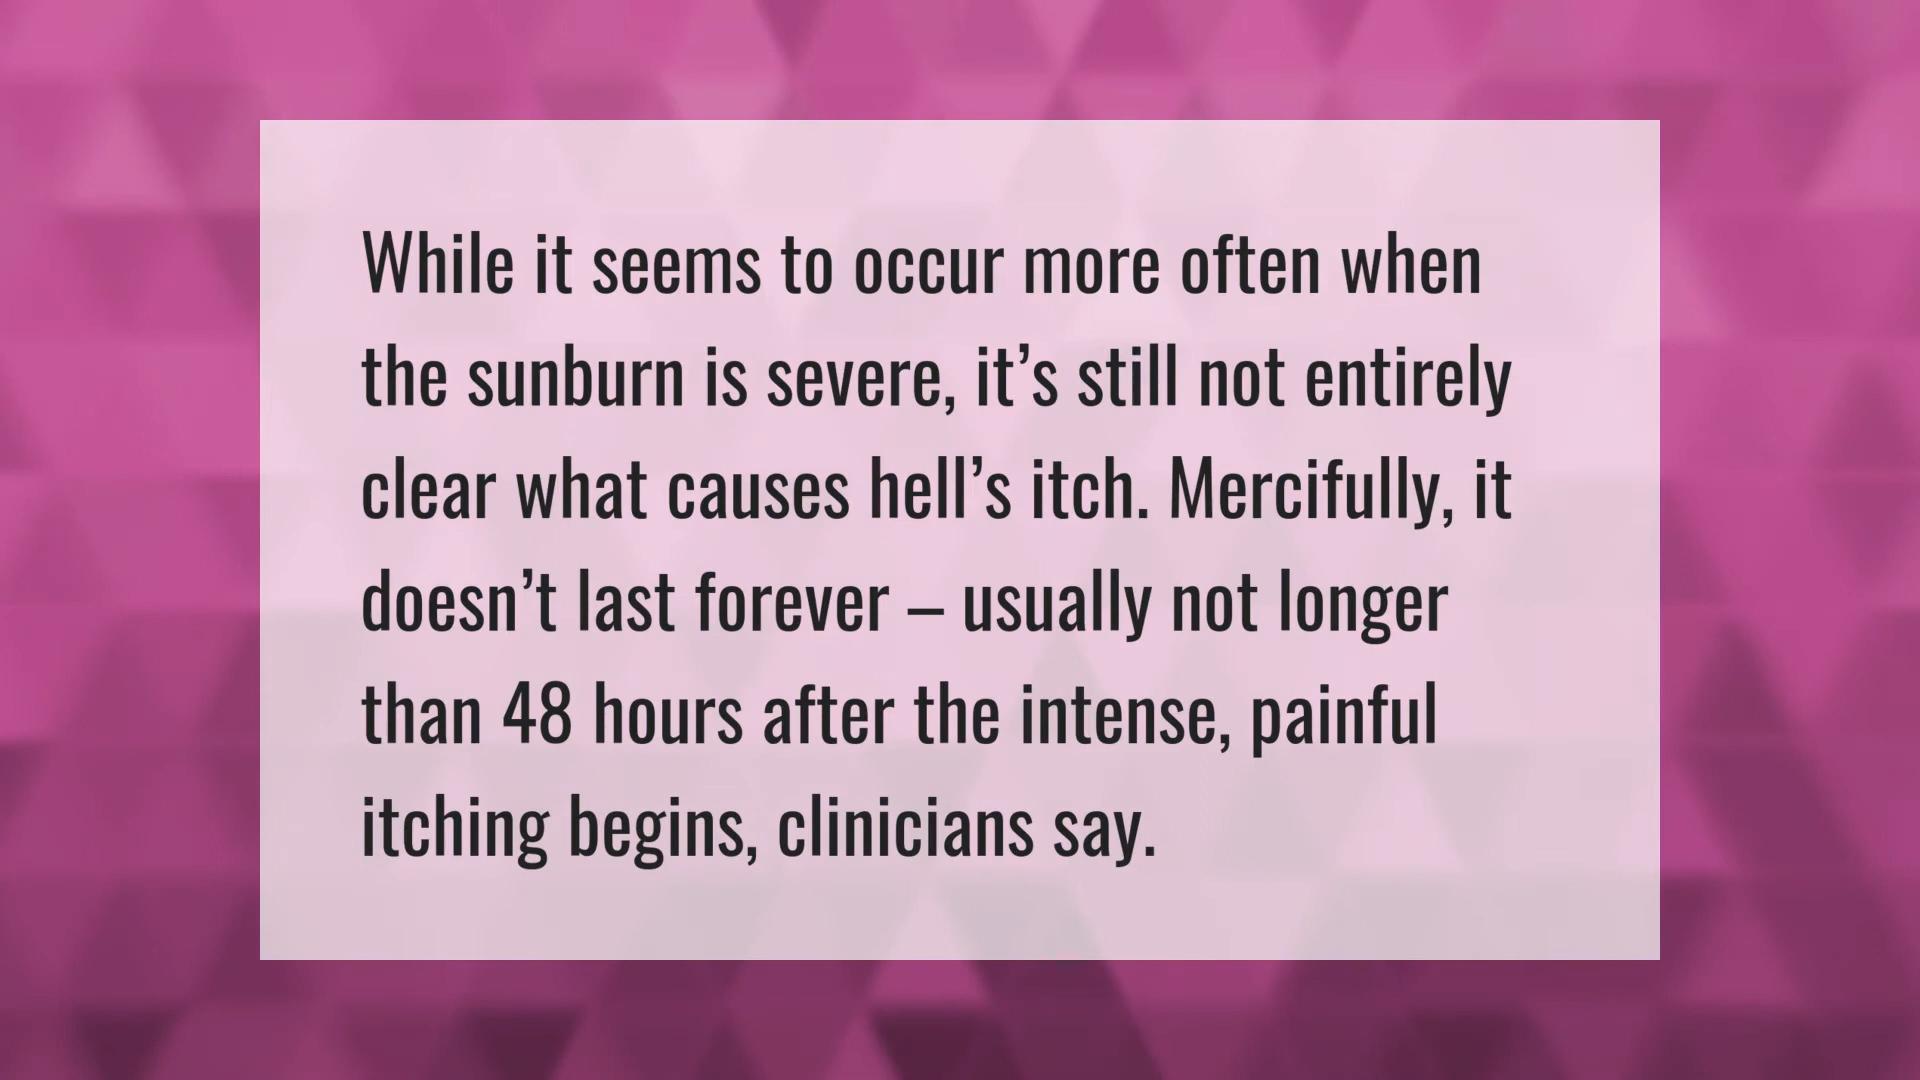 While it seems to occur more often when
the sunburn is severe, it’s still not entirely
clear what causes hell’s itch. Mercifully, it
doesn’t last forever – usually not longer
than 48 hours after the intense, painful
itching begins, clinicians say.